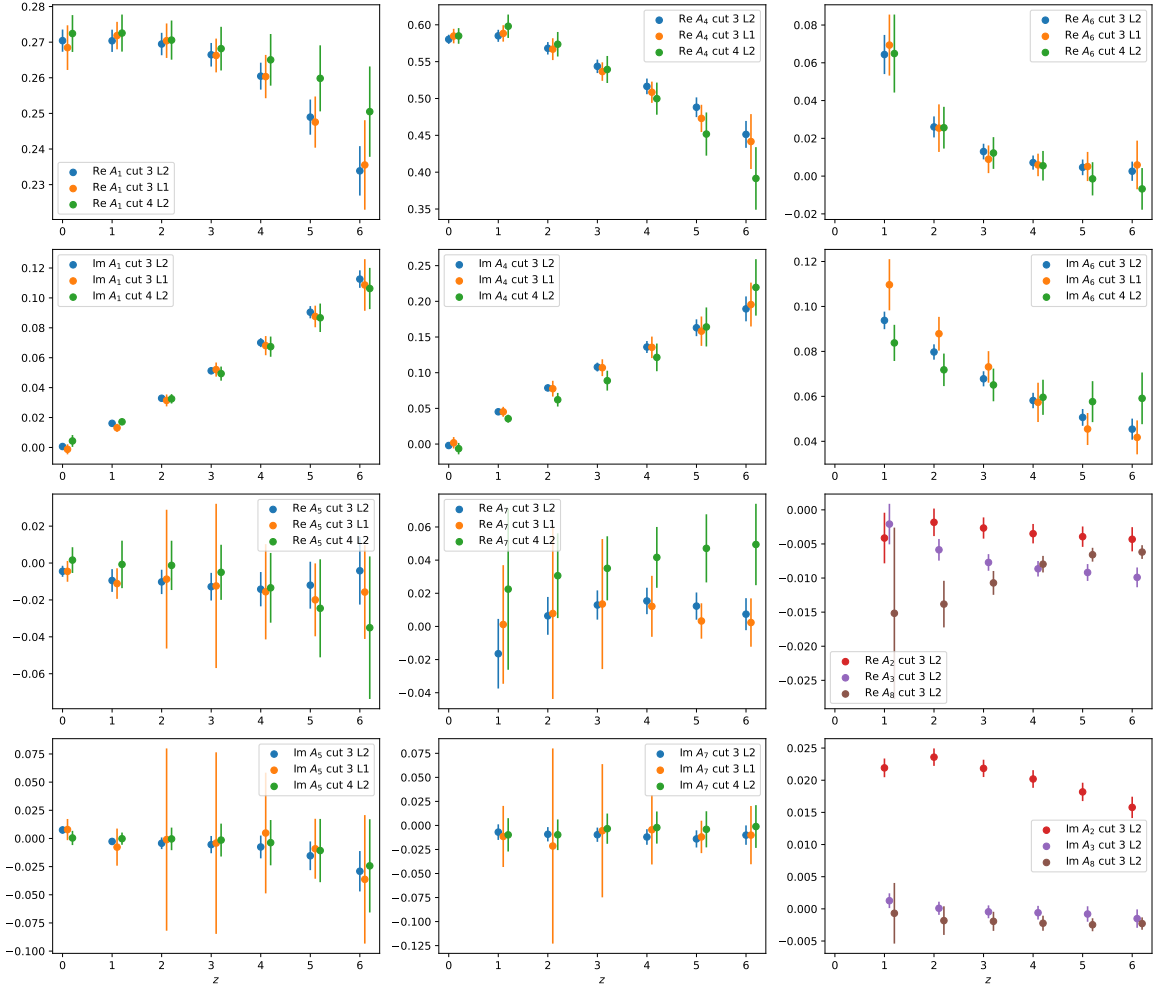 0.28
0.27
0.26
0.25
0.24
0.23
Re A₁ cut 3 L2
Re A₁ cut 3 L1
Re A₁ cut 4 L2
0 1 2 3 4 5 6
0.60
0.55
0.50
0.45
0.40
0.35
Re A₄ cut 3 L2
Re A₄ cut 3 L1
Re A₄ cut 4 L2
0 1 2 3 4 5 6
0.08
0.06
0.04
0.02
0.00
−0.02
Re A₆ cut 3 L2
Re A₆ cut 3 L1
Re A₆ cut 4 L2
0 1 2 3 4 5 6
0.12
0.10
0.08
0.06
0.04
0.02
0.00
Im A₁ cut 3 L2
Im A₁ cut 3 L1
Im A₁ cut 4 L2
0 1 2 3 4 5 6
0.25
0.20
0.15
0.10
0.05
0.00
Im A₄ cut 3 L2
Im A₄ cut 3 L1
Im A₄ cut 4 L2
0 1 2 3 4 5 6
0.12
0.10
0.08
0.06
0.04
Im A₆ cut 3 L2
Im A₆ cut 3 L1
Im A₆ cut 4 L2
0 1 2 3 4 5 6
0.02
0.00
−0.02
−0.04
−0.06
Re A₅ cut 3 L2
Re A₅ cut 3 L1
Re A₅ cut 4 L2
0 1 2 3 4 5 6
0.06
0.04
0.02
0.00
−0.02
−0.04
Re A₇ cut 3 L2
Re A₇ cut 3 L1
Re A₇ cut 4 L2
0 1 2 3 4 5 6
0.000
−0.005
−0.010
−0.015
−0.020
−0.025
Re A₂ cut 3 L2
Re A₃ cut 3 L2
Re A₈ cut 3 L2
0 1 2 3 4 5 6
0.075
0.050
0.025
0.000
−0.025
−0.050
−0.075
−0.100
Im A₅ cut 3 L2
Im A₅ cut 3 L1
Im A₅ cut 4 L2
0 1 2 3 4 5 6
z
0.075
0.050
0.025
0.000
−0.025
−0.050
−0.075
−0.100
−0.125
Im A₇ cut 3 L2
Im A₇ cut 3 L1
Im A₇ cut 4 L2
0 1 2 3 4 5 6
z
0.025
0.020
0.015
0.010
0.005
0.000
−0.005
Im A₂ cut 3 L2
Im A₃ cut 3 L2
Im A₈ cut 3 L2
0 1 2 3 4 5 6
z